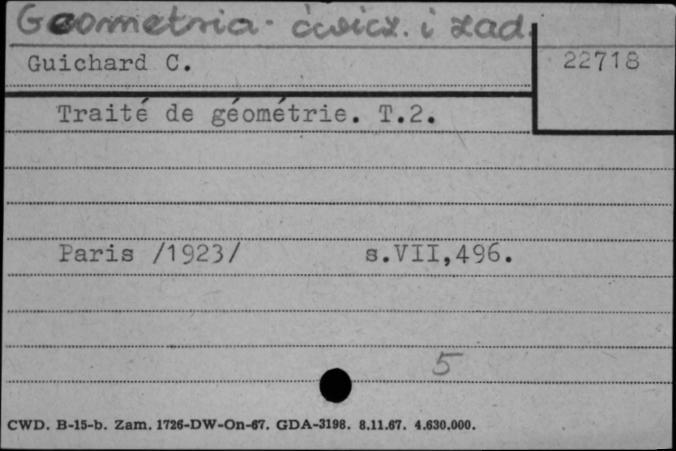 Geometria - ćwicz. i zad.
Guichard C.
22718
Traité de géométrie. T.2.
Paris /1923/ s.VII,496.
5
CWD. B-15-b. Zam. 1726-DW-On-67. GDA-3198. 8.11.67. 4.630.000.